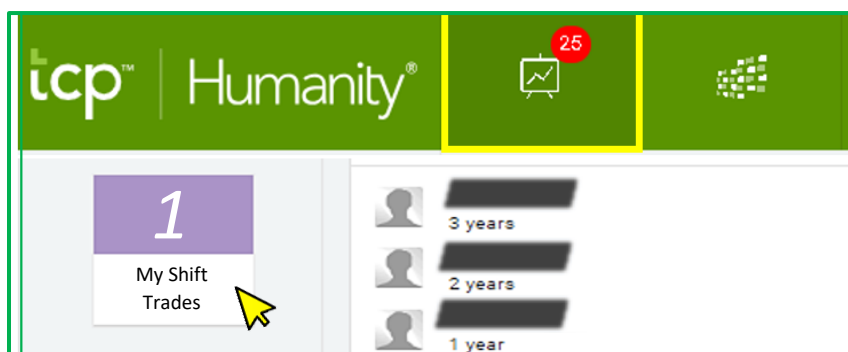 tcp™ | Humanity®
25
1
My Shift
Trades
3 years
2 years
1 year